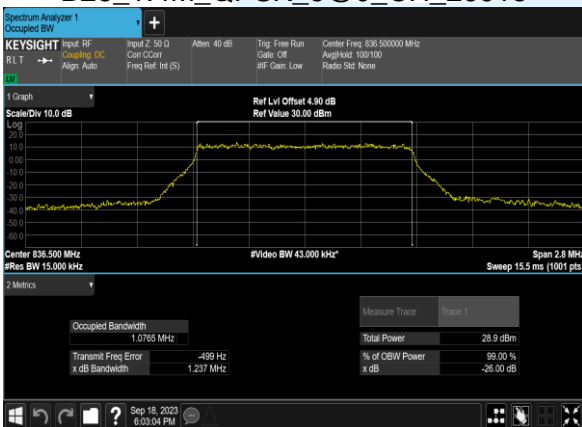 Spectrum Analyzer 1
Occupied BW
+
KEYSIGHT Input: RF Input Z: 50 Ω Atten: 40 dB Trig: Free Run Center Freq: 836.500000 MHz
RLT Coupling: DC Corr CCorr Gate: Off Avg|Hold: 100/100
Align: Auto Freq Ref: Int (S) #IF Gain: Low Radio Std: None
LW
1 Graph Ref Lvl Offset 4.90 dB
Scale/Div 10.0 dB Ref Value 30.00 dBm
Log
20.0
10.0
0.00
-10.0
-20.0
-30.0
-40.0
-50.0
-60.0
Center 836.500 MHz #Video BW 43.000 kHz* Span 2.8 MHz
#Res BW 15.000 kHz Sweep 15.5 ms (1001 pts
2 Metrics
Measure Trace Trace 1
Occupied Bandwidth
1.0765 MHz Total Power 28.9 dBm
Transmit Freq Error -499 Hz % of OBW Power 99.00 %
x dB Bandwidth 1.237 MHz x dB -26.00 dB
? Sep 18, 2023
6:03:04 PM